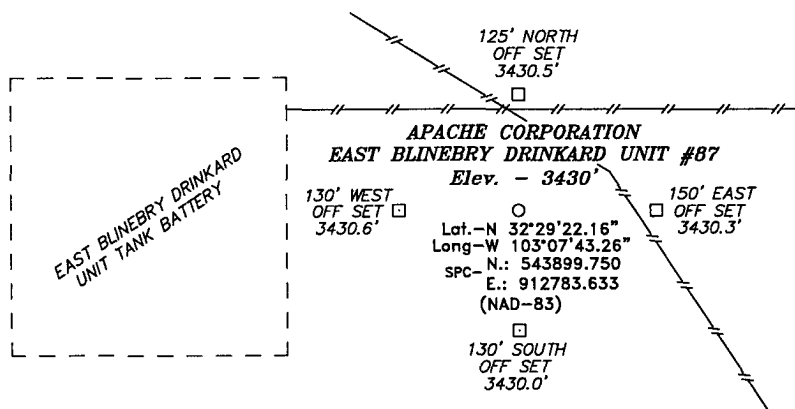 125' NORTH
OFF SET
3430.5'
APACHE CORPORATION
EAST BLINEBRY DRINKARD UNIT #87
Elev. - 3430'
EAST BLINEBRY DRINKARD
UNIT TANK BATTERY
130' WEST
OFF SET
3430.6'
150' EAST
OFF SET
3430.3'
Lat.-N 32°29'22.16"
Long-W 103°07'43.26"
SPC- N.: 543899.750
E.: 912783.633
(NAD-83)
130' SOUTH
OFF SET
3430.0'